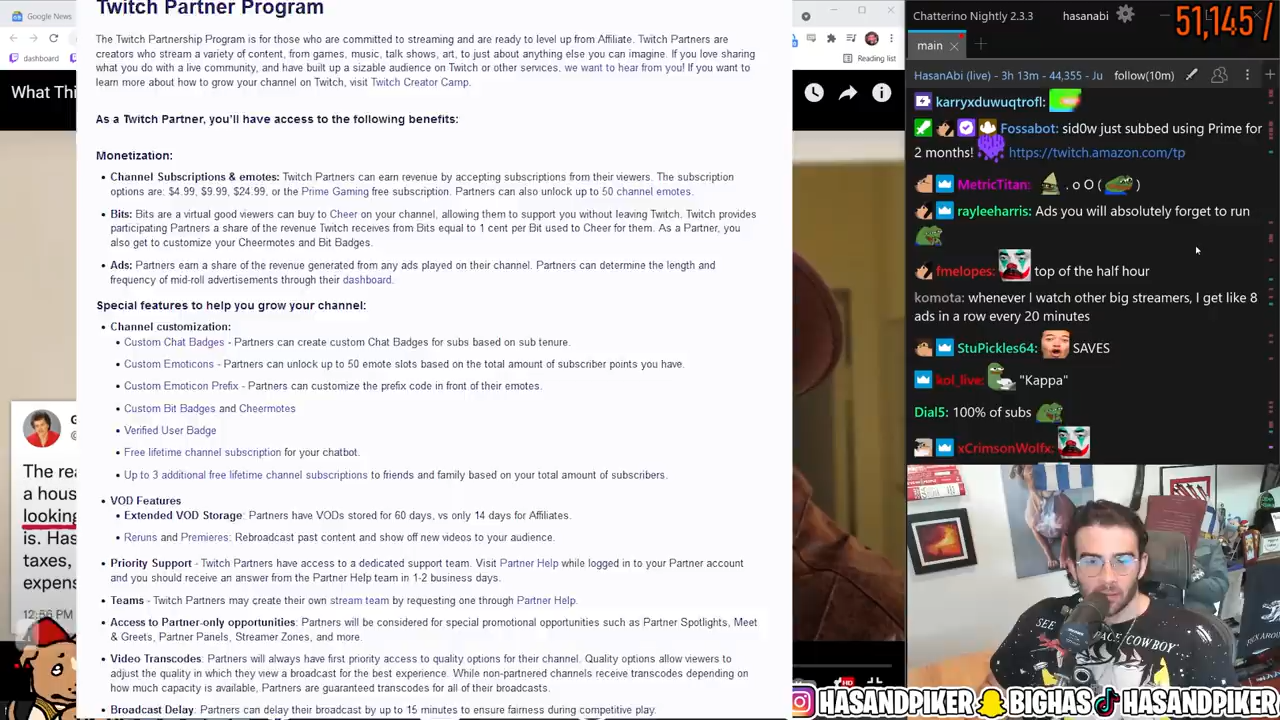 Google News
dashboard
What Thi
The rea
a hous
looking
is. Has
taxes,
expens
12:56 PM
Twitch Partner Program
The Twitch Partnership Program is for those who are committed to streaming and are ready to level up from Affiliate. Twitch Partners are
creators who stream a variety of content, from games, music, talk shows, art, to just about anything else you can imagine. If you love sharing
what you do with a live community, and have built up a sizable audience on Twitch or other services, we want to hear from you! If you want to
learn more about how to grow your channel on Twitch, visit Twitch Creator Camp.
As a Twitch Partner, you'll have access to the following benefits:
Monetization:
• Channel Subscriptions & emotes: Twitch Partners can earn revenue by accepting subscriptions from their viewers. The subscription
options are: $4.99, $9.99, $24.99, or the Prime Gaming free subscription. Partners can also unlock up to 50 channel emotes.
• Bits: Bits are a virtual good viewers can buy to Cheer on your channel, allowing them to support you without leaving Twitch. Twitch provides
participating Partners a share of the revenue Twitch receives from Bits equal to 1 cent per Bit used to Cheer for them. As a Partner, you
also get to customize your Cheermotes and Bit Badges.
• Ads: Partners earn a share of the revenue generated from any ads played on their channel. Partners can determine the length and
frequency of mid-roll advertisements through their dashboard.
Special features to help you grow your channel:
• Channel customization:
• Custom Chat Badges - Partners can create custom Chat Badges for subs based on sub tenure.
• Custom Emoticons - Partners can unlock up to 50 emote slots based on the total amount of subscriber points you have.
• Custom Emoticon Prefix - Partners can customize the prefix code in front of their emotes.
• Custom Bit Badges and Cheermotes
• Verified User Badge
• Free lifetime channel subscription for your chatbot.
• Up to 3 additional free lifetime channel subscriptions to friends and family based on your total amount of subscribers.
• VOD Features
• Extended VOD Storage: Partners have VODs stored for 60 days, vs only 14 days for Affiliates.
• Reruns and Premieres: Rebroadcast past content and show off new videos to your audience.
• Priority Support - Twitch Partners have access to a dedicated support team. Visit Partner Help while logged in to your Partner account
and you should receive an answer from the Partner Help team in 1-2 business days.
• Teams - Twitch Partners may create their own stream team by requesting one through Partner Help.
• Access to Partner-only opportunities: Partners will be considered for special promotional opportunities such as Partner Spotlights, Meet
& Greets, Partner Panels, Streamer Zones, and more.
• Video Transcodes: Partners will always have first priority access to quality options for their channel. Quality options allow viewers to
adjust the quality in which they view a broadcast for the best experience. While non-partnered channels receive transcodes depending on
how much capacity is available, Partners are guaranteed transcodes for all of their broadcasts.
• Broadcast Delay: Partners can delay their broadcast by up to 15 minutes to ensure fairness during competitive play.
Reading list
HD
Chatterino Nightly 2.3.3 hasanabi
51,145 /
main
HasanAbi (live) - 3h 13m - 44,355 - Ju follow(10m)
karryxduwuqtrofl:
Fossabot: sid0w just subbed using Prime for
2 months! https://twitch.amazon.com/tp
MetricTitan: . o O ( )
rayleeharris: Ads you will absolutely forget to run
fmelopes: top of the half hour
komota: whenever I watch other big streamers, I get like 8
ads in a row every 20 minutes
StuPickles64: SAVES
kol_live: "Kappa"
Dial5: 100% of subs
xCrimsonWolfx:
SEE
SPACE COWBOY
HASANDPIKER BIGHAS HASANDPIKER